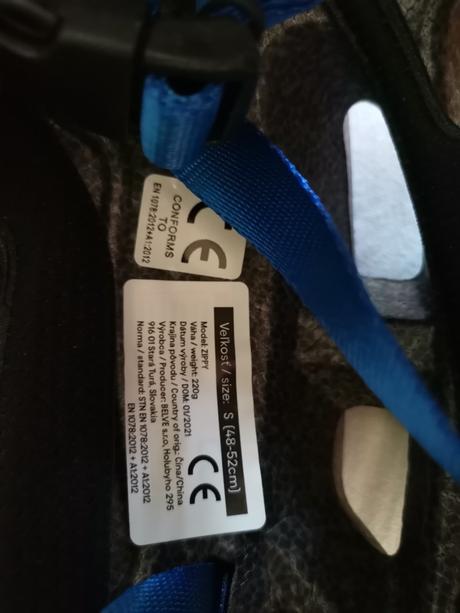 CONFORMS
TO
EN 1078:2012+A1:2012
CE
Veľkosť/size: S (48-52cm)
Model: ZIPPY
Váha / weight: 220g
Dátum výroby / DOM: 01/2021
Krajina pôvodu / Country of orig.: Čína/China
Výrobca / Producer: BELVE s.r.o, Holubyho 295
916 01 Stará Turá, Slovakia
Norma / standard: STN EN 1078:2012 + A1:2012
EN 1078:2012 + A1:2012
CE